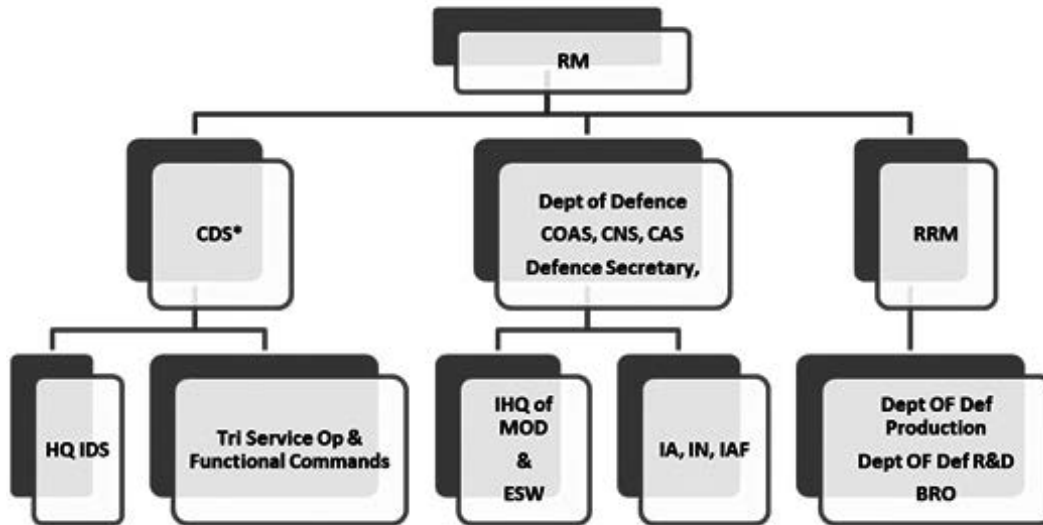 RM
CDS*
Dept of Defence
COAS, CNS, CAS
Defence Secretary,
RRM
HQ IDS
Tri Service Op &
Functional Commands
IHQ of
MOD
&
ESW
IA, IN, IAF
Dept OF Def
Production
Dept OF Def R&D
BRO